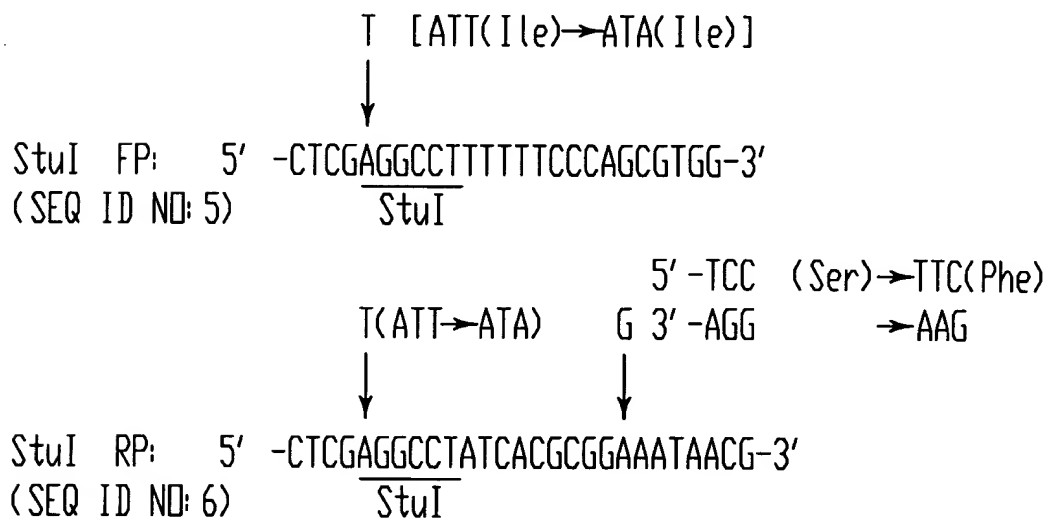 T [ATT(Ile)→ATA(Ile)]
StuI FP: 5' -CTCGAGGCCTTTTTTCCCAGCGTGG-3'
(SEQ ID NO: 5) StuI
5' -TCC (Ser)→TTC(Phe)
T(ATT→ATA) G 3' -AGG →AAG
StuI RP: 5' -CTCGAGGCCTATCACGCGGAAATAACG-3'
(SEQ ID NO: 6) StuI